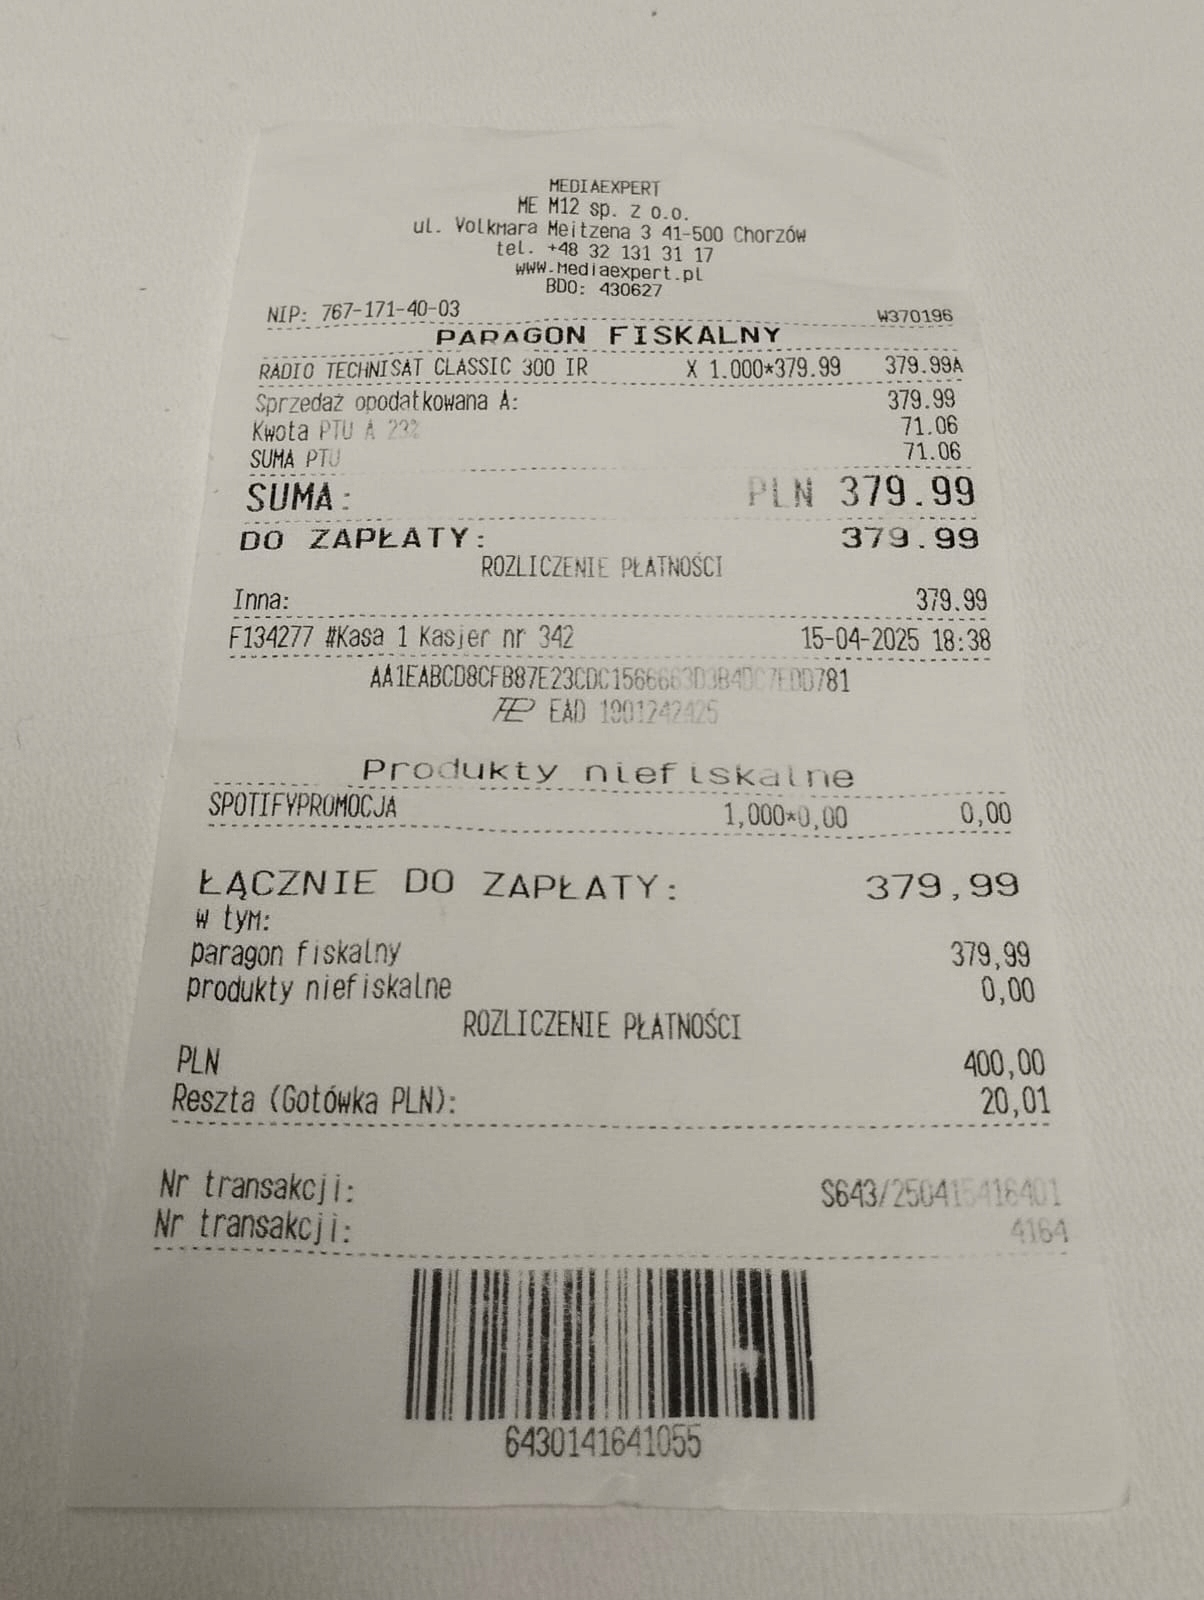 MEDIAEXPERT
ME M12 sp. z o.o.
ul. Volkmara Meitzena 3 41-500 Chorzów
tel. +48 32 131 31 17
www.mediaexpert.pl
BDO: 430627
NIP: 767-171-40-03 W370196
PARAGON FISKALNY
RADIO TECHNISAT CLASSIC 300 IR X 1.000*379.99 379.99A
Sprzedaż opodatkowana A: 379.99
Kwota PTU A 23% 71.06
SUMA PTU 71.06
SUMA: PLN 379.99
DO ZAPŁATY: 379.99
ROZLICZENIE PŁATNOŚCI
Inna: 379.99
F134277 #Kasa 1 Kasjer nr 342 15-04-2025 18:38
EAD 1901242425
Produkty niefiskalne
SPOTIFYPROMOCJA 1,000*0,00 0,00
ŁĄCZNIE DO ZAPŁATY: 379,99
w tym:
paragon fiskalny 379,99
produkty niefiskalne 0,00
ROZLICZENIE PŁATNOŚCI
PLN 400,00
Reszta (Gotówka PLN): 20,01
Nr transakcji: S643/250415416401
Nr transakcji: 4164
6430141641055